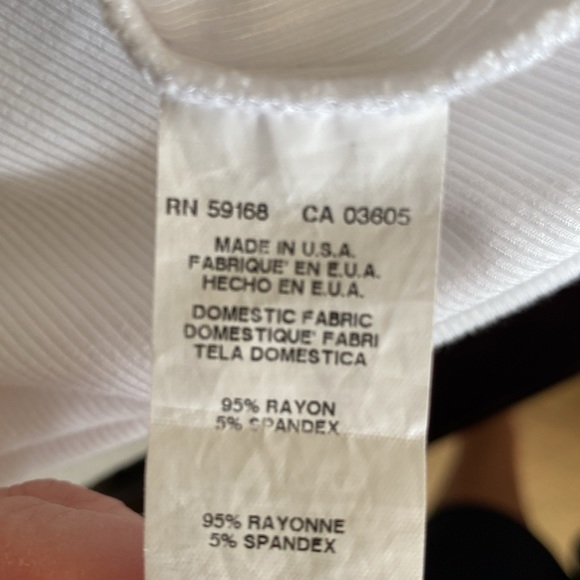 RN 59168 CA 03605
MADE IN U.S.A.
FABRIQUE' EN E.U.A.
HECHO EN E.U.A.
DOMESTIC FABRIC
DOMESTIQUE' FABRI
TELA DOMESTICA
95% RAYON
5% SPANDEX
95% RAYONNE
5% SPANDEX